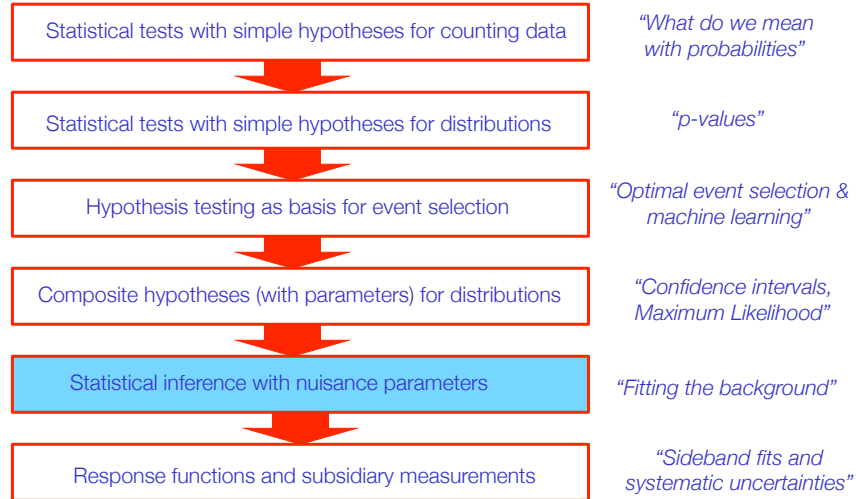 Statistical tests with simple hypotheses for counting data
“What do we mean
with probabilities”
Statistical tests with simple hypotheses for distributions
“p-values”
Hypothesis testing as basis for event selection
“Optimal event selection &
machine learning”
Composite hypotheses (with parameters) for distributions
“Confidence intervals,
Maximum Likelihood”
Statistical inference with nuisance parameters
“Fitting the background”
Response functions and subsidiary measurements
“Sideband fits and
systematic uncertainties”